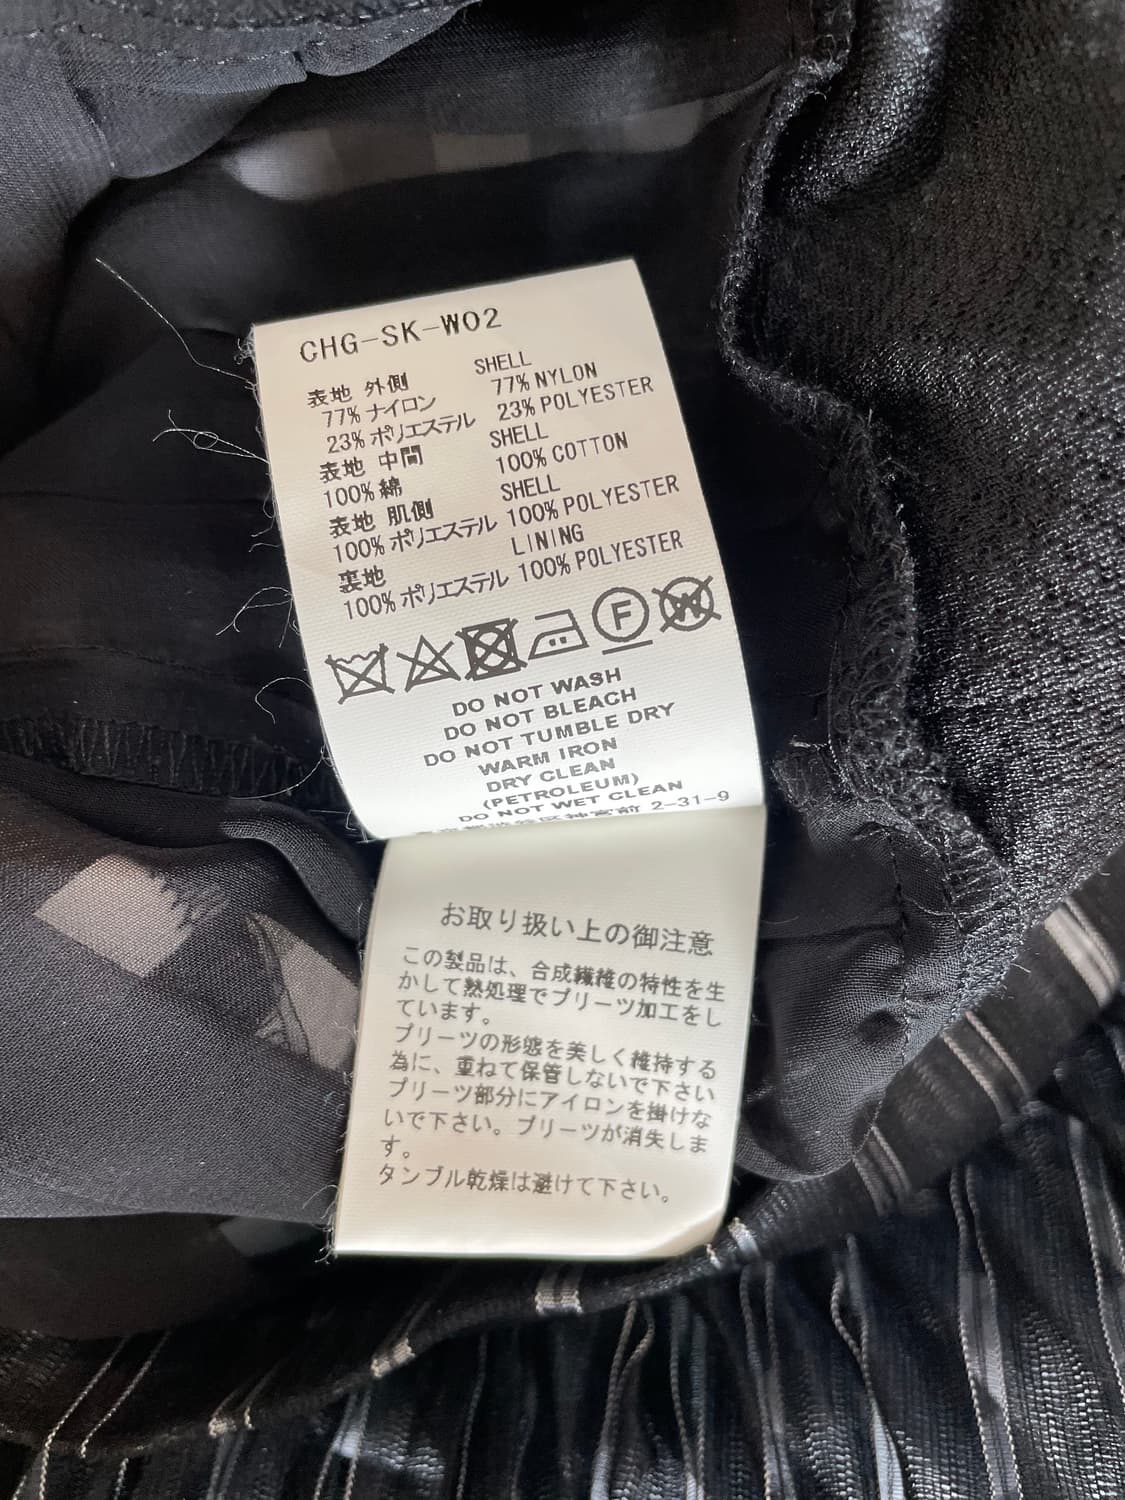 CHG-SK-W02
表地 外側 SHELL
77% ナイロン 77% NYLON
23% ポリエステル 23% POLYESTER
表地 中間 SHELL
100% 綿 100% COTTON
表地 肌側 SHELL
100% ポリエステル 100% POLYESTER
裏地 LINING
100% ポリエステル 100% POLYESTER
F W
DO NOT WASH
DO NOT BLEACH
DO NOT TUMBLE DRY
WARM IRON
DRY CLEAN
(PETROLEUM)
DO NOT WET CLEAN
東京都渋谷区神宮前 2-31-9
お取り扱い上の御注意
この製品は、合成繊維の特性を生
かして熱処理でプリーツ加工をし
ています。
プリーツの形態を美しく維持する
為に、重ねて保管しないで下さい
プリーツ部分にアイロンを掛けな
いで下さい。プリーツが消失しま
す。
タンブル乾燥は避けて下さい。